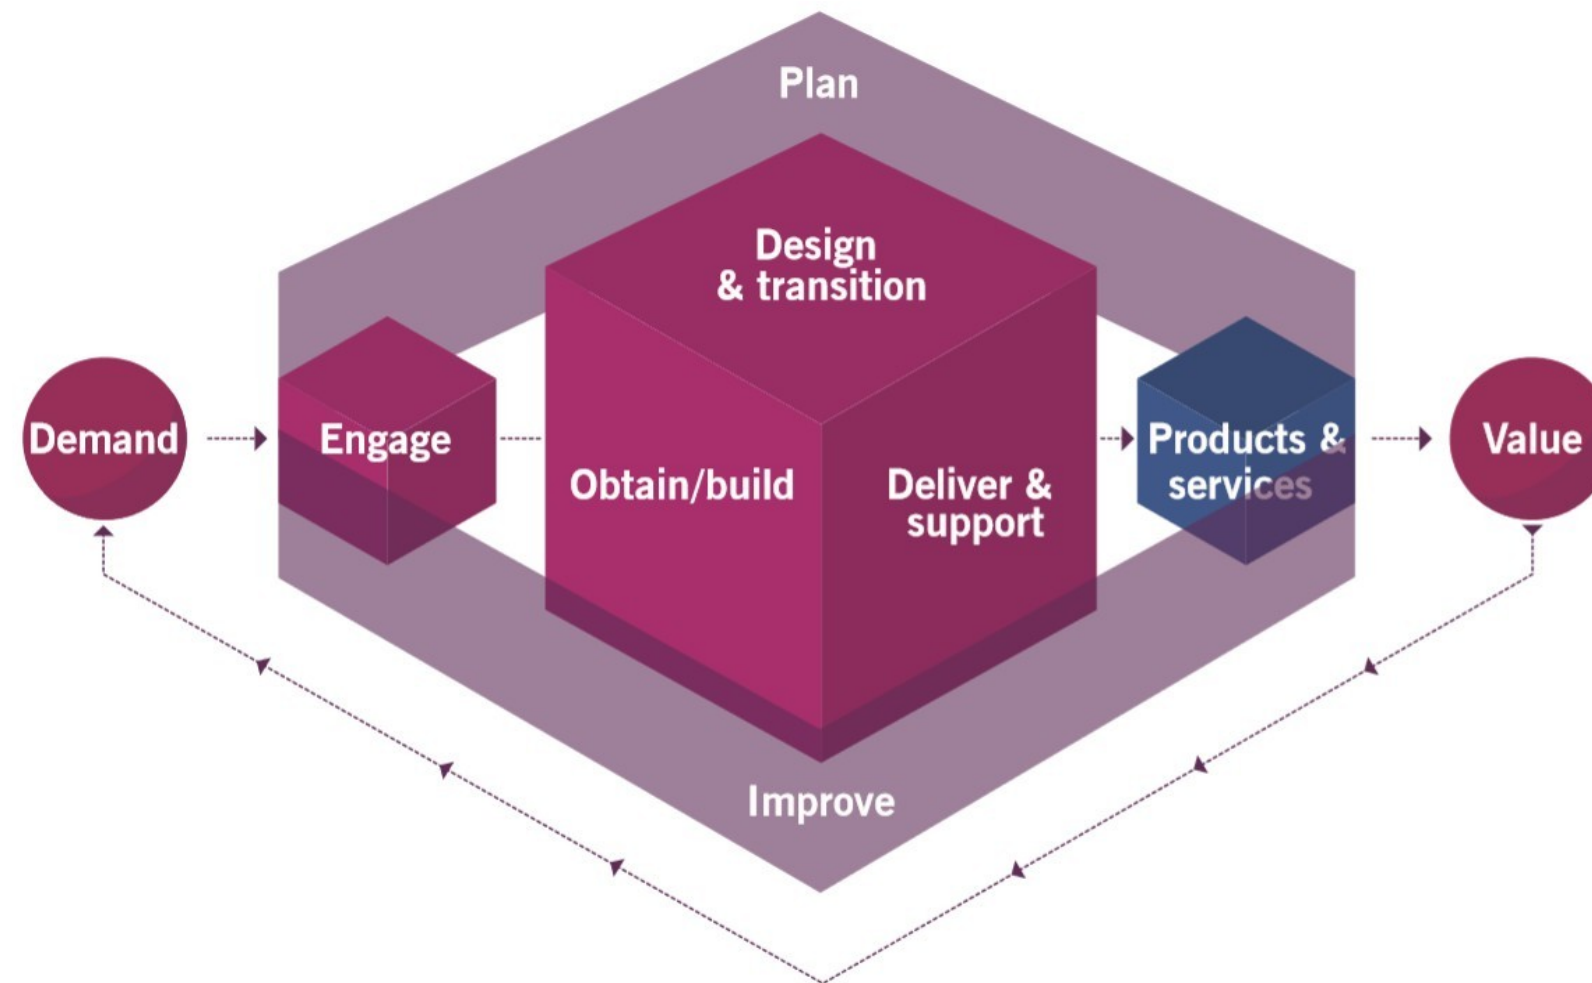 Plan
Design
& transition
Demand
Engage
Obtain/build
Deliver &
support
Products &
services
Value
Improve